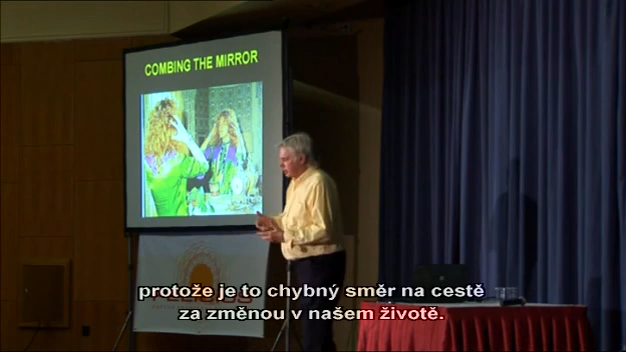 COMBING THE MIRROR
protože je to chybný směr na cestě
za změnou v našem životě.